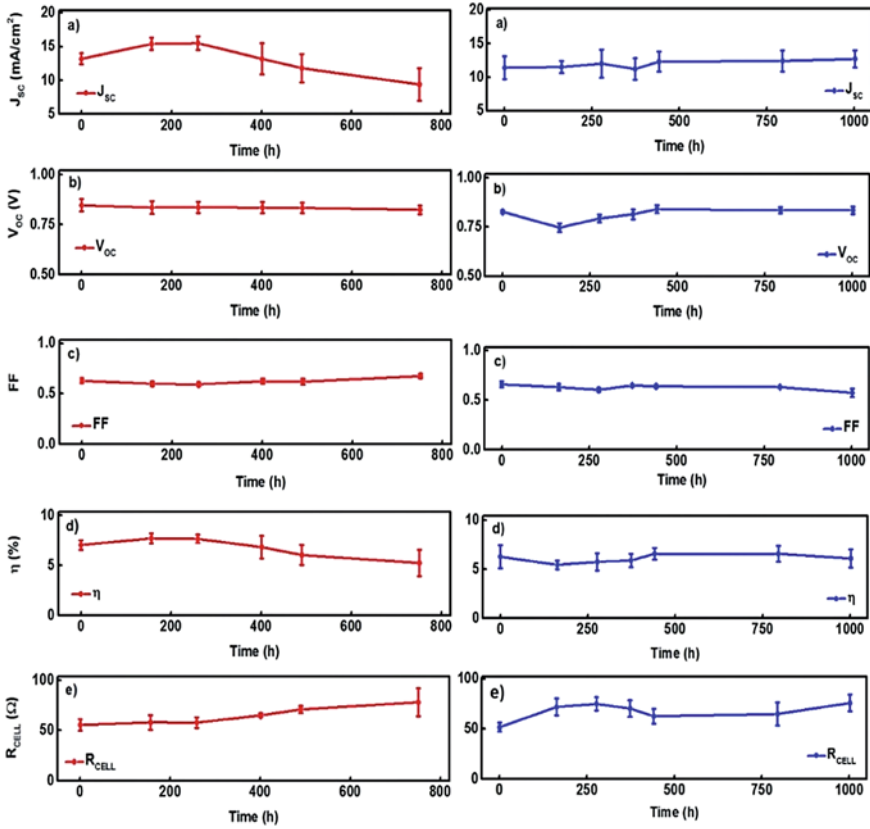 a)
J_SC (mA/cm²)
20
15
10
5
J_SC
0 200 400 600 800
Time (h)
a)
20
15
10
5
J_SC
0 250 500 750 1000
Time (h)
b)
V_OC (V)
1.00
0.75
0.50
V_OC
0 200 400 600 800
Time (h)
b)
1.00
0.75
0.50
V_OC
0 250 500 750 1000
Time (h)
c)
FF
1.0
0.5
0.0
FF
0 200 400 600 800
Time (h)
c)
1.0
0.5
0.0
FF
0 250 500 750 1000
Time (h)
d)
η (%)
10
5
0
η
0 200 400 600 800
Time (h)
d)
10
5
0
η
0 250 500 750 1000
Time (h)
e)
R_CELL (Ω)
100
50
0
R_CELL
0 200 400 600 800
Time (h)
e)
100
50
0
R_CELL
0 250 500 750 1000
Time (h)